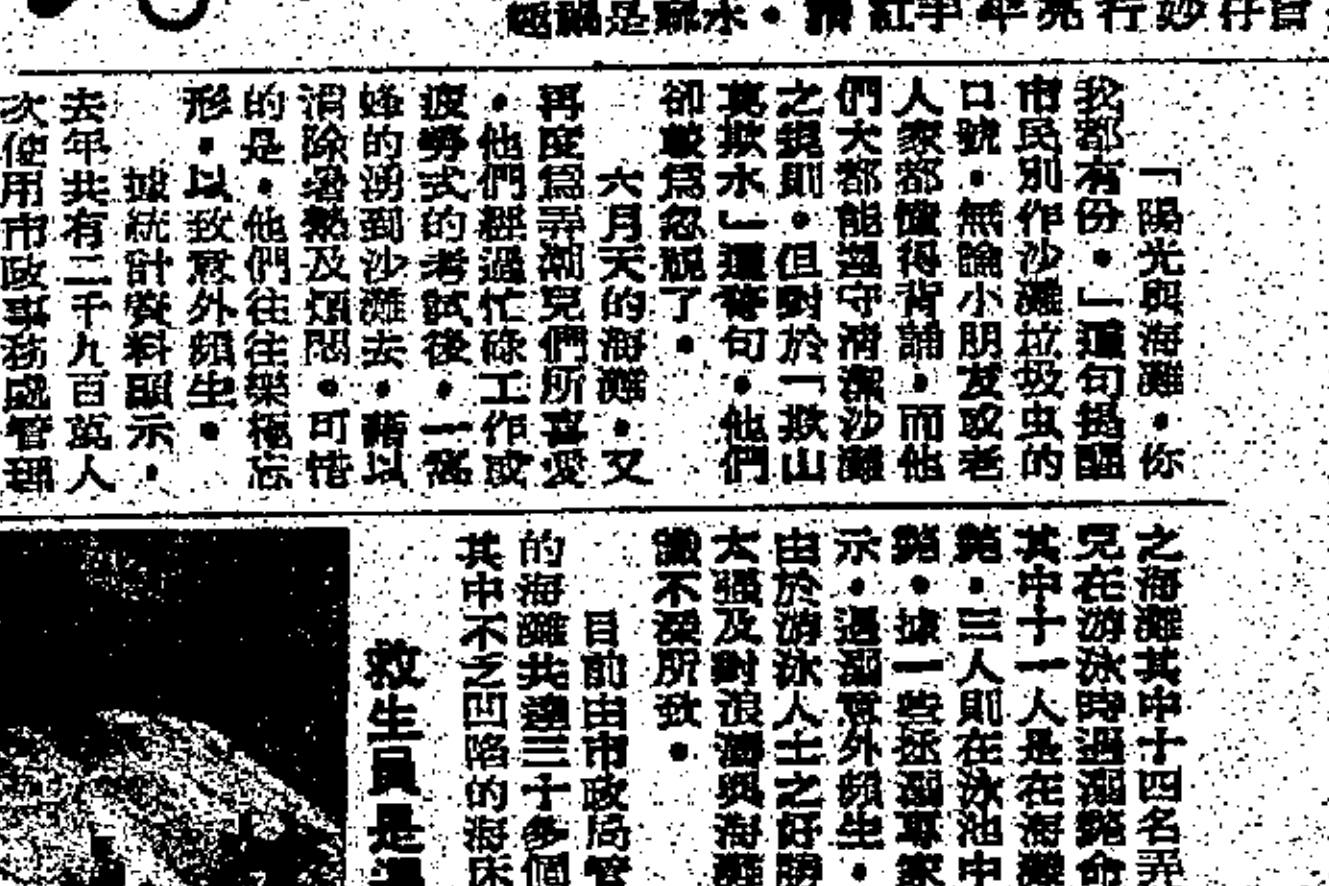 「陽光與海灘，你
我都有份。」這句提醒
市民別作沙灘垃圾虫的
口號，無論小朋友或老
人家都懂得背誦，而他
們大都能遵守清潔沙灘
之規則，但對於「欺山
莫欺水」這警句，他們
卻蔑爲忽視了。
六月天的海灘，又
再度爲弄潮兒們所喜愛
，他們經過忙碌工作或
疲勞式的考試後，一窩
蜂的湧到沙灘去，藉以
消除暑熱及煩悶。可惜
的是，他們往往樂極忘
形，以致意外頻生。
據統計資料顯示，
去年共有二千九百萬人
次使用市政事務處管理
之海灘其中十四名弄
兒在游泳時遇溺斃命
其中十一人是在海灘
斃，三人則在泳池中
斃。據一些拯溺專家
示，遇溺意外頻生，
由於游泳人士之好勝
太强及對浪濤與海灘
識不深所致。
目前由市政局管
的海灘共達三十多個
其中不乏凹陷的海床
救生員是